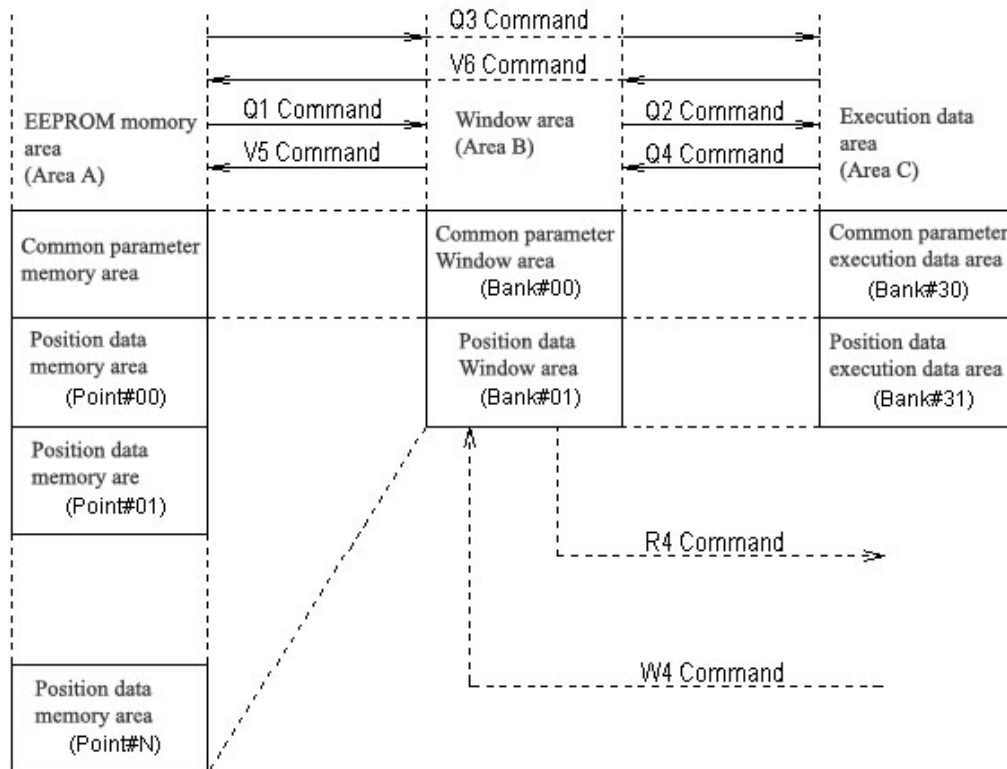 Q3 Command
V6 Command
EEPROM momory
area
(Area A)
Q1 Command
V5 Command
Window area
(Area B)
Q2 Command
Q4 Command
Execution data
area
(Area C)
Common parameter
memory area
Common parameter
Window area
(Bank#00)
Common parameter
execution data area
(Bank#30)
Position data
memory area
(Point#00)
Position data
Window area
(Bank#01)
Position data
execution data area
(Bank#31)
Position data
memory are
(Point#01)
R4 Command
W4 Command
Position data
memory area
(Point#N)